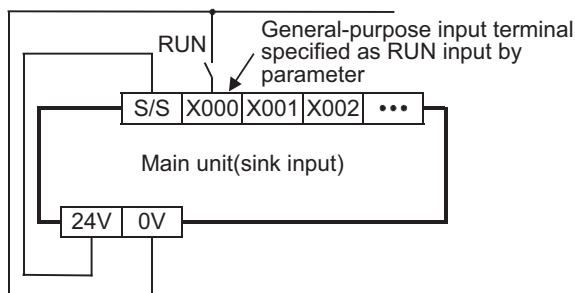 General-purpose input terminal
specified as RUN input by
parameter
RUN
S/S X000 X001 X002 •••
Main unit(sink input)
24V 0V